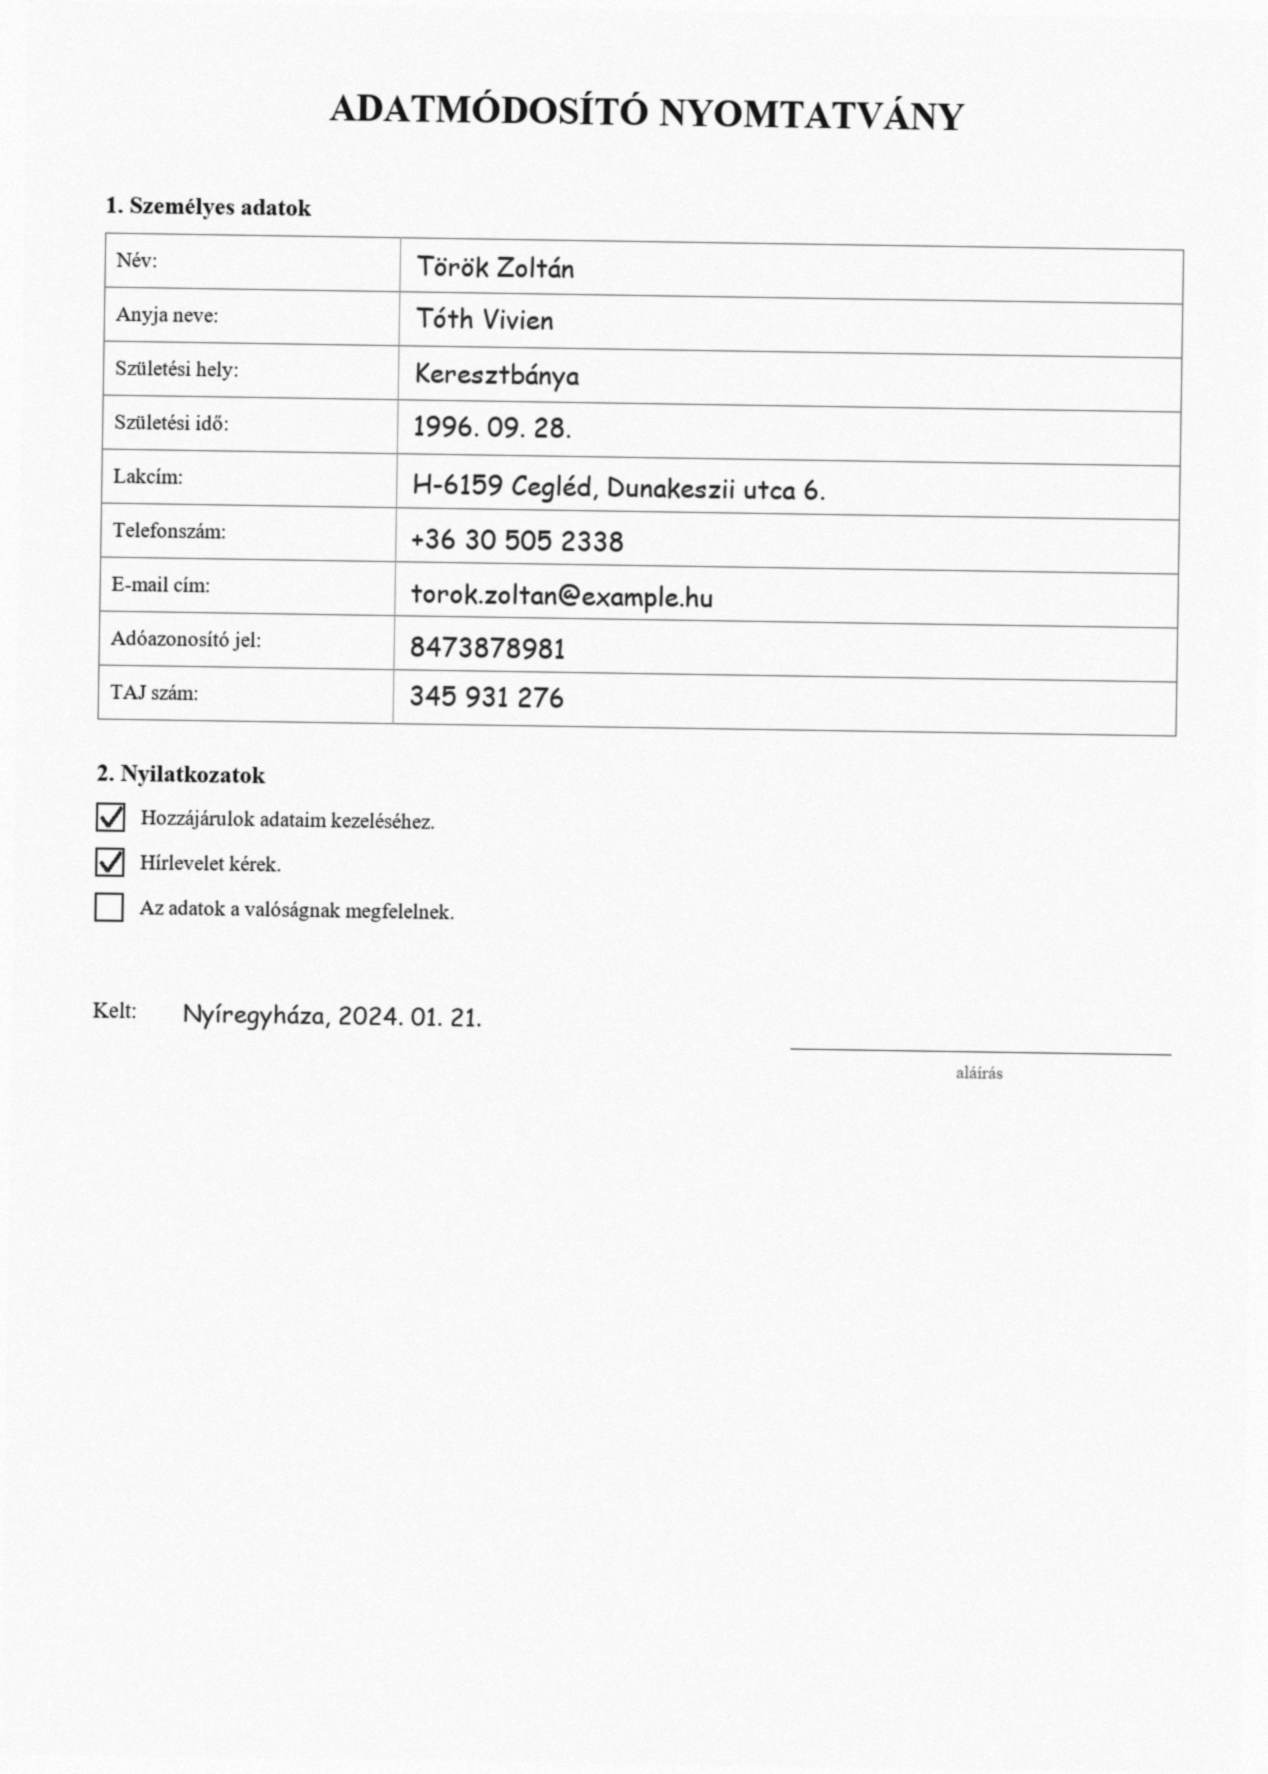 ADATMÓDOSÍTÓ NYOMTATVÁNY
1. Személyes adatok
Név: Török Zoltán
Anyja neve: Tóth Vivien
Születési hely: Keresztbánya
Születési idő: 1996. 09. 28.
Lakcím: H-6159 Cegléd, Dunakeszii utca 6.
Telefonszám: +36 30 505 2338
E-mail cím: torok.zoltan@example.hu
Adóazonosító jel: 8473878981
TAJ szám: 345 931 276
2. Nyilatkozatok
Hozzájárulok adataim kezeléséhez.
Hírlevelet kérek.
Az adatok a valóságnak megfelelnek.
Kelt: Nyíregyháza, 2024. 01. 21.
aláírás